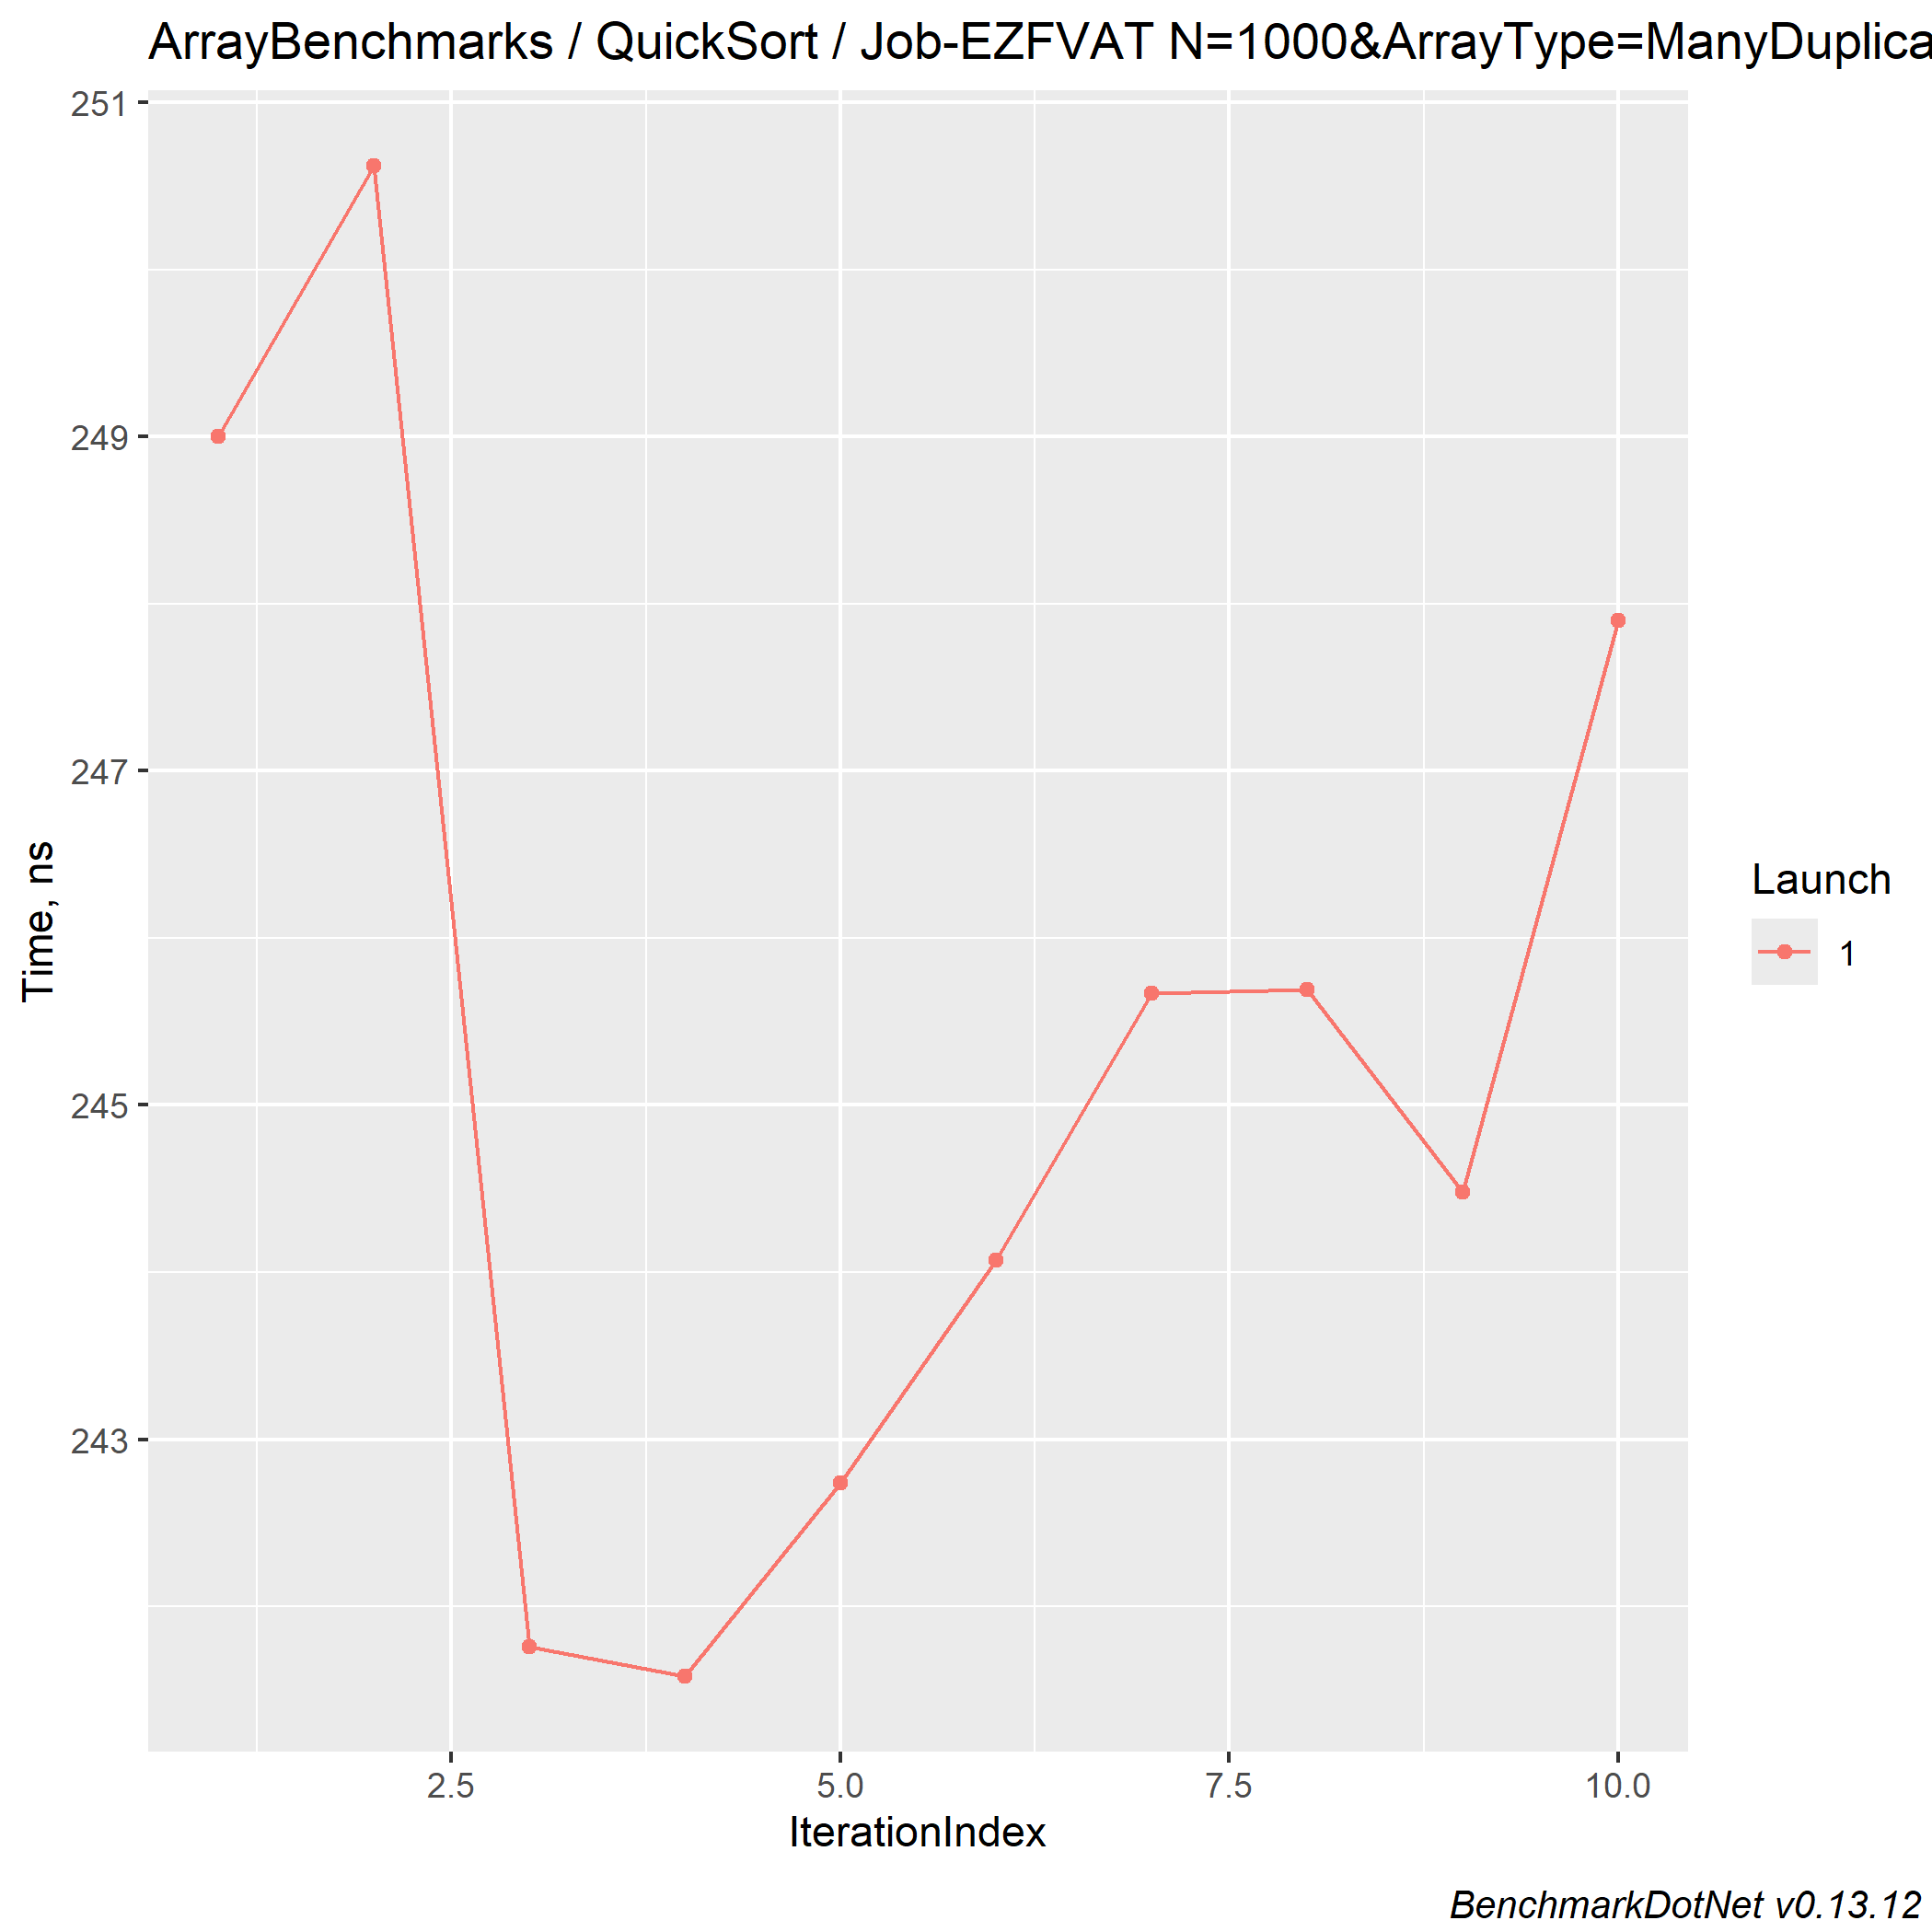 ArrayBenchmarks / QuickSort / Job-EZFVAT N=1000&ArrayType=ManyDuplica
251
249
247
245
243
Time, ns
2.5 5.0 7.5 10.0
IterationIndex
Launch
1
BenchmarkDotNet v0.13.12